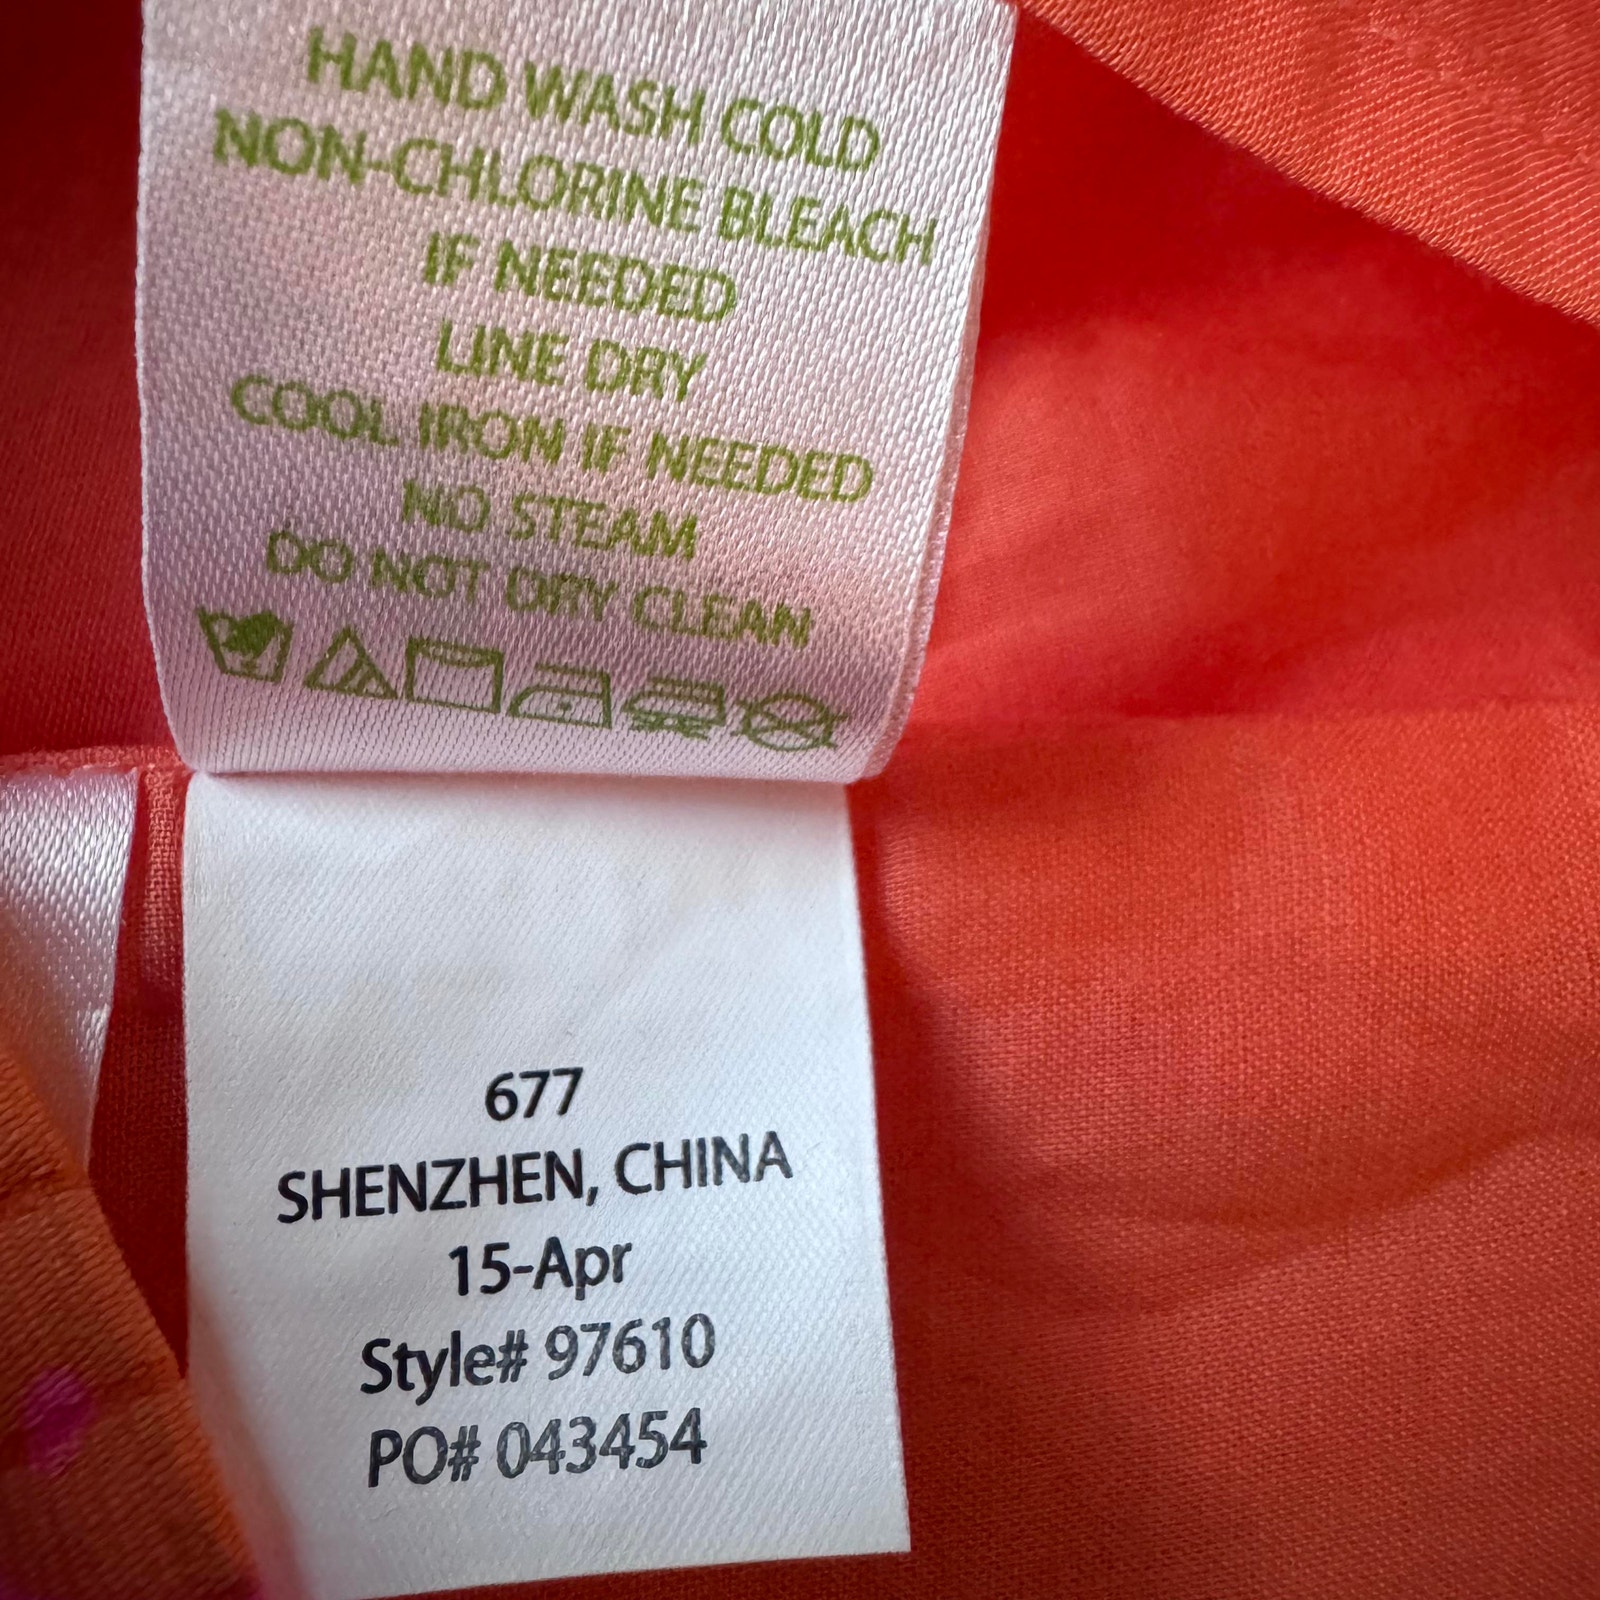 HAND WASH COLD
NON-CHLORINE BLEACH
IF NEEDED
LINE DRY
COOL IRON IF NEEDED
NO STEAM
DO NOT DRY CLEAN
677
SHENZHEN, CHINA
15-Apr
Style# 97610
PO# 043454